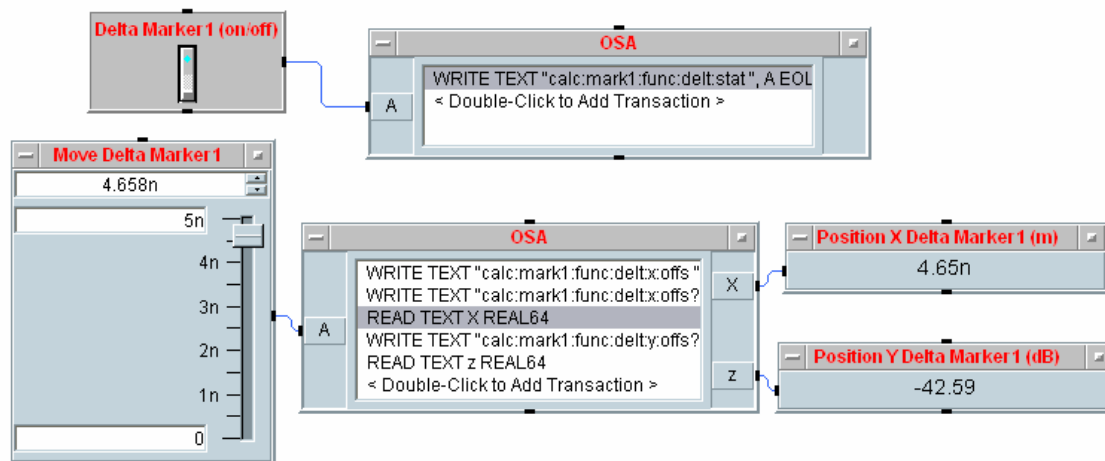 Delta Marker1 (on/off)
OSA
WRITE TEXT "calc:mark1:func:delt:stat ", A EOL
< Double-Click to Add Transaction >
A
Move Delta Marker1
4.658n
5n
4n
3n
2n
1n
0
OSA
WRITE TEXT "calc:mark1:func:delt:x:offs "
WRITE TEXT "calc:mark1:func:delt:x:offs?
READ TEXT X REAL64
WRITE TEXT "calc:mark1:func:delt:y:offs?
READ TEXT z REAL64
< Double-Click to Add Transaction >
A
X
z
Position X Delta Marker1 (m)
4.65n
Position Y Delta Marker1 (dB)
-42.59